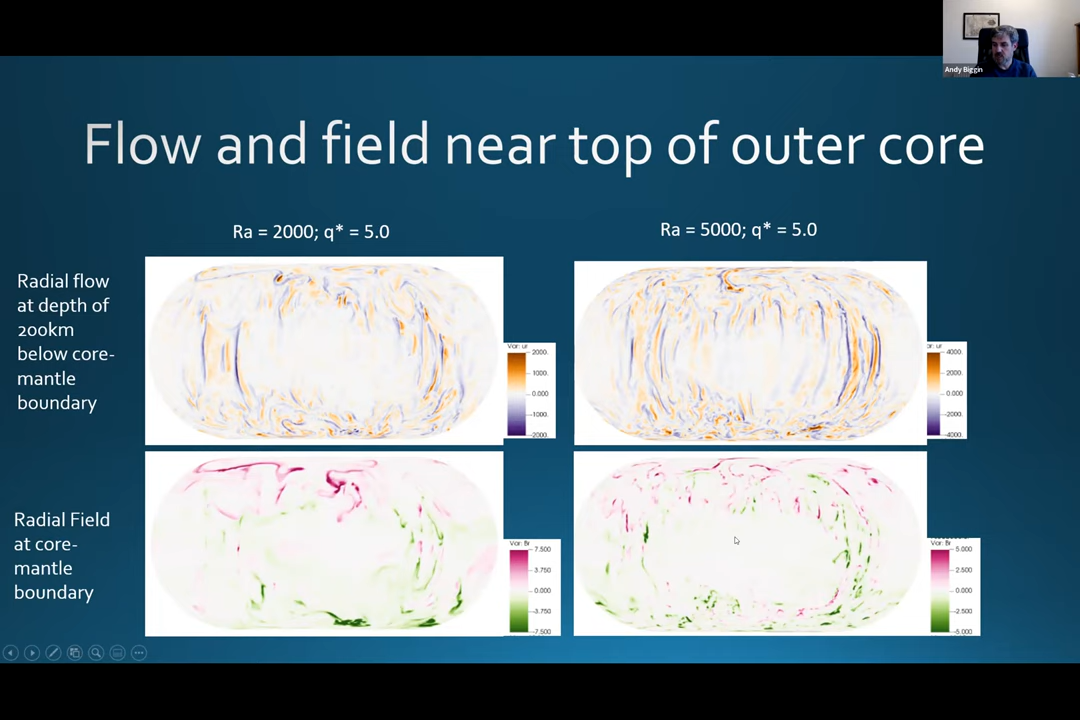 Andy Biggin
Flow and field near top of outer core
Ra = 2000; q* = 5.0
Ra = 5000; q* = 5.0
Radial flow
at depth of
200km
below core-
mantle
boundary
Var: ur
2000.
1000.
0.000
-1000.
-2000.
ar: ur
4000.
2000.
0.000
-2000.
-4000.
Radial Field
at core-
mantle
boundary
Var: Br
7.500
3.750
0.000
-3.750
-7.500
Var: Br
5.000
2.500
0.000
-2.500
-5.000